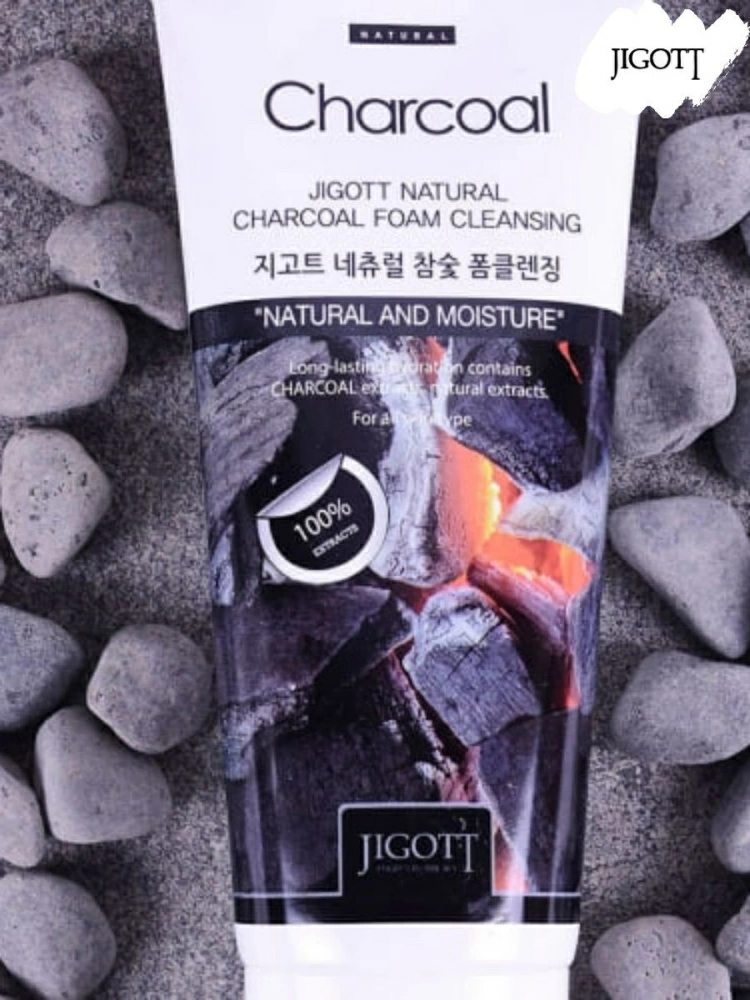 JIGOTT
NATURAL
Charcoal
JIGOTT NATURAL
CHARCOAL FOAM CLEANSING
지고트 네츄럴 참숯 폼클렌징
"NATURAL AND MOISTURE"
Long-lasting hydration contains
CHARCOAL extracts, natural extracts.
For all skin type
100%
EXTRACTS
JIGOTT